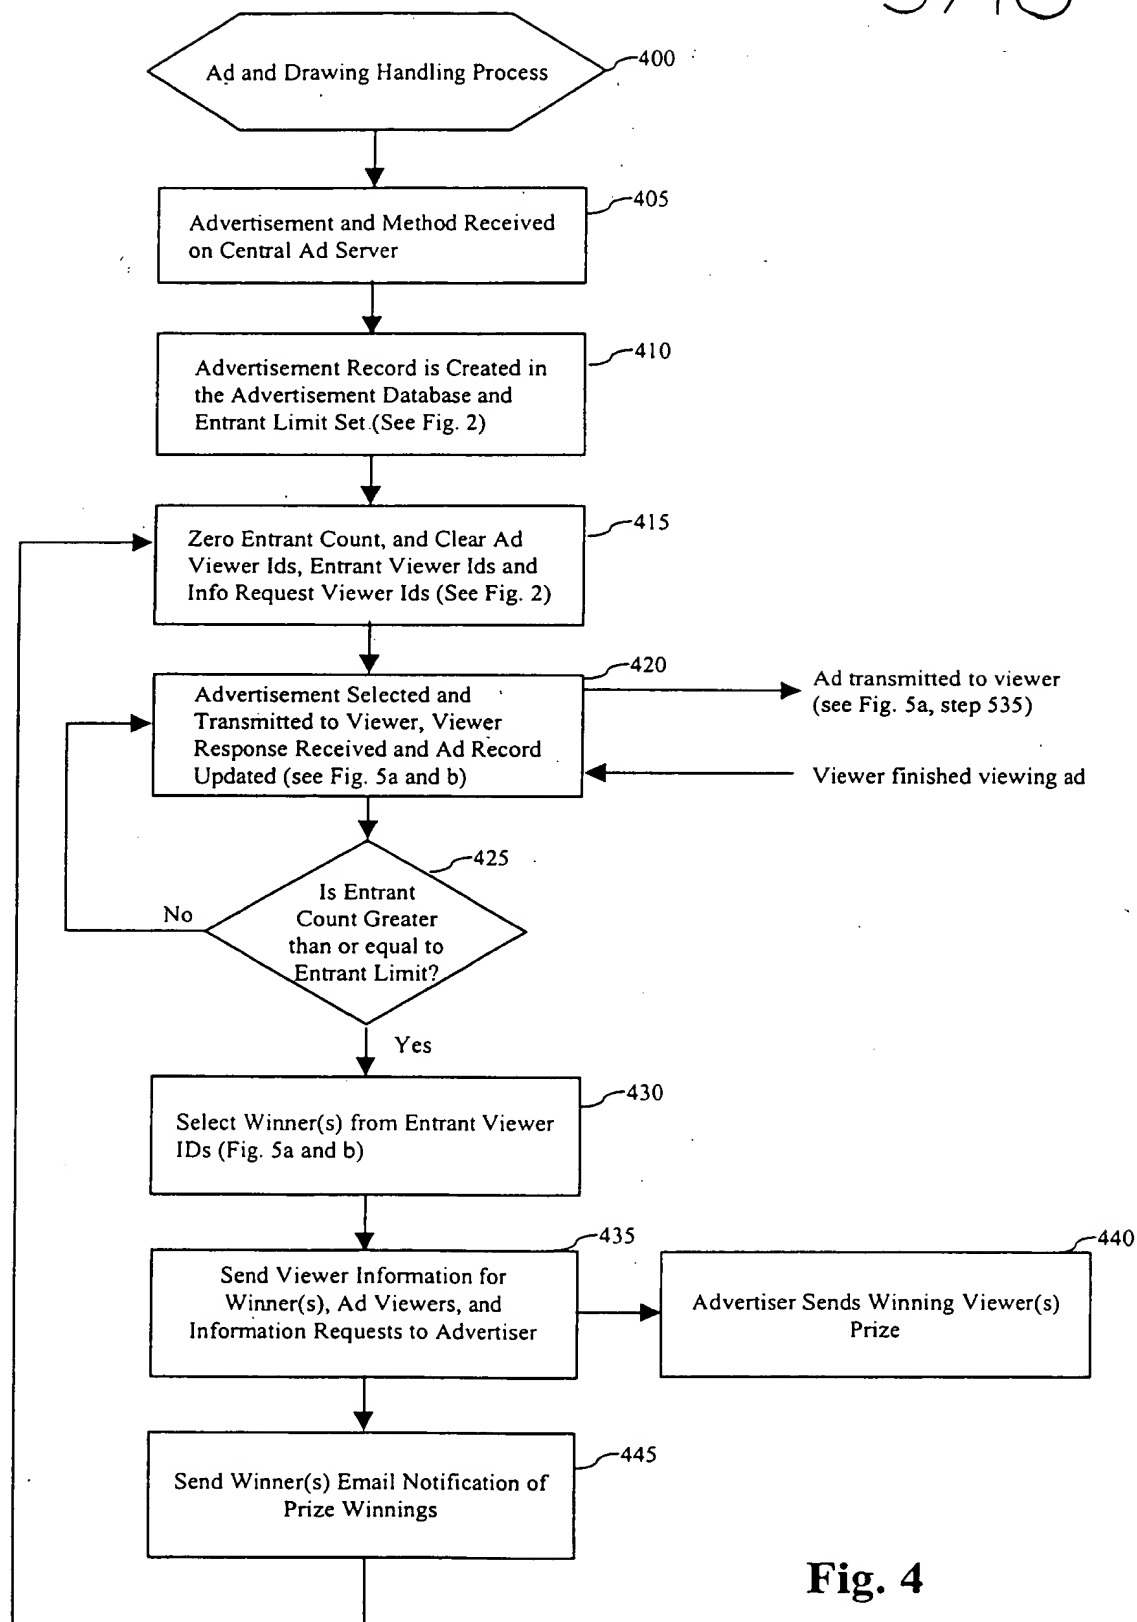 Ad and Drawing Handling Process
400
405
Advertisement and Method Received
on Central Ad Server
410
Advertisement Record is Created in
the Advertisement Database and
Entrant Limit Set (See Fig. 2)
415
Zero Entrant Count, and Clear Ad
Viewer Ids, Entrant Viewer Ids and
Info Request Viewer Ids (See Fig. 2)
420
Advertisement Selected and
Transmitted to Viewer, Viewer
Response Received and Ad Record
Updated (see Fig. 5a and b)
Ad transmitted to viewer
(see Fig. 5a, step 535)
Viewer finished viewing ad
425
Is Entrant
Count Greater
than or equal to
Entrant Limit?
No
Yes
430
Select Winner(s) from Entrant Viewer
IDs (Fig. 5a and b)
435
Send Viewer Information for
Winner(s), Ad Viewers, and
Information Requests to Advertiser
440
Advertiser Sends Winning Viewer(s)
Prize
445
Send Winner(s) Email Notification of
Prize Winnings
Fig. 4